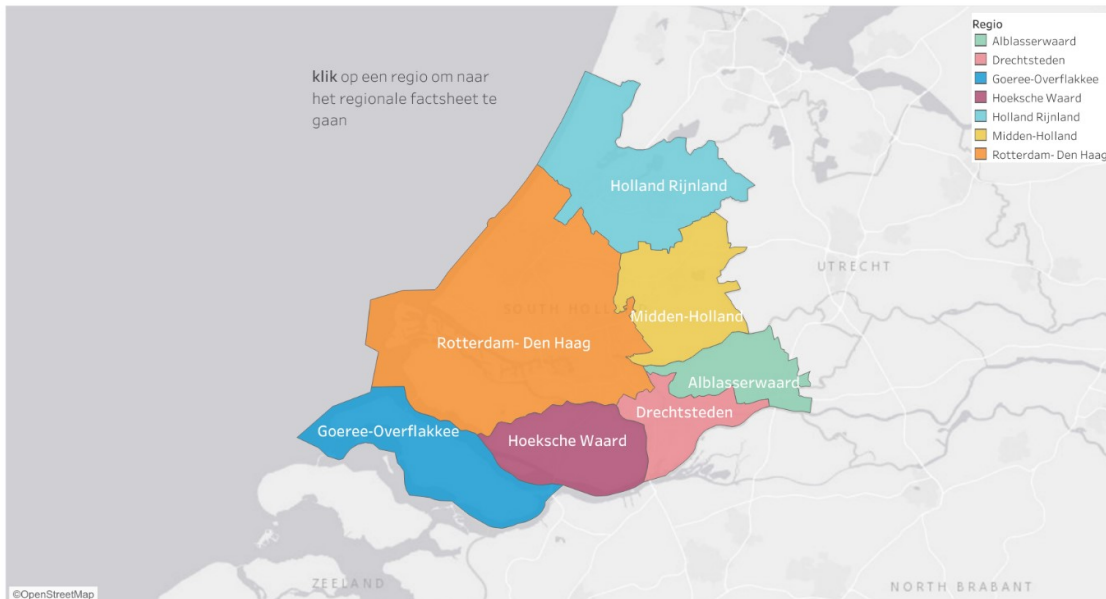 klik op een regio om naar
het regionale factsheet te
gaan
Regio
Alblasserwaard
Drechtsteden
Goeree-Overflakkee
Hoeksche Waard
Holland Rijnland
Midden-Holland
Rotterdam- Den Haag
Holland Rijnland
UTRECHT
SOUTH HOLLAND
Midden-Holland
Rotterdam- Den Haag
Alblasserwaard
Drechtsteden
Goeree-Overflakkee
Hoeksche Waard
ZEELAND
NORTH BRABANT
©OpenStreetMap